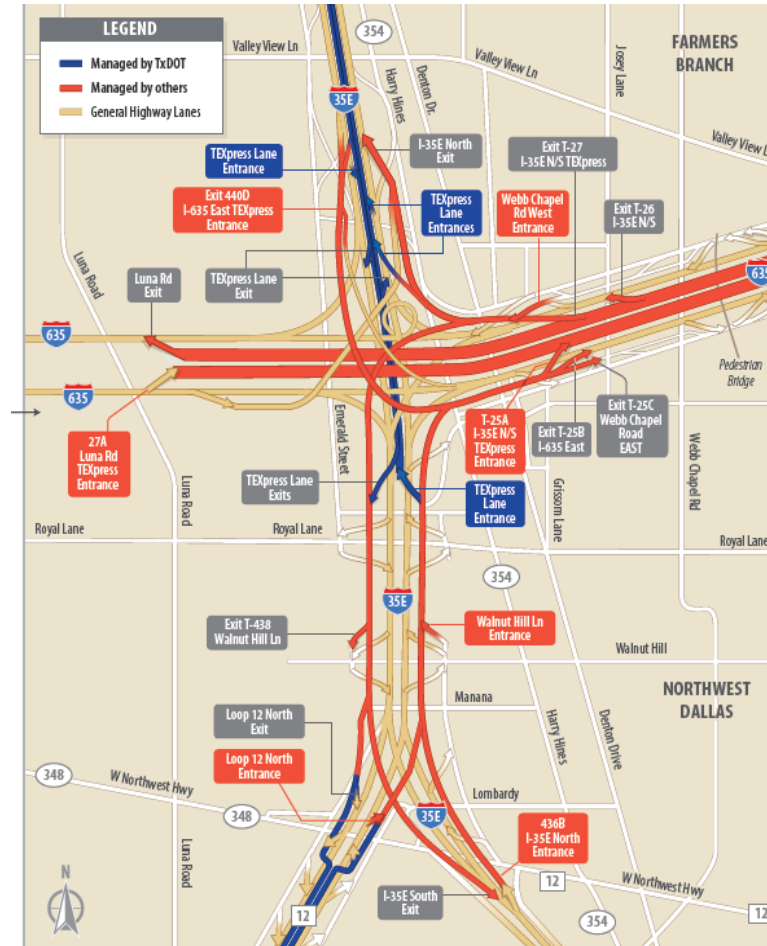 LEGEND
Managed by TxDOT
Managed by others
General Highway Lanes
354
Valley View Ln
Harry Hines
Denton Dr.
Valley View Ln
Josey Lane
FARMERS
BRANCH
Valley View L
35E
TEXpress Lane
Entrance
I-35E North
Exit
Exit T-27
I-35E N/S TEXpress
Exit 440D
I-635 East TEXpress
Entrance
TEXpress
Lane
Entrances
Webb Chapel
Rd West
Entrance
Exit T-26
I-35E N/S
Luna Road
Luna Rd
Exit
TEXpress Lane
Exit
635
635
635
Pedestrian
Bridge
27A
Luna Rd
TEXpress
Entrance
Emerald Street
T-25A
I-35E N/S
TEXpress
Entrance
Exit T-25B
I-635 East
Exit T-25C
Webb Chapel
Road
EAST
Webb Chapel Rd
Luna Road
TEXpress Lane
Exits
TEXpress
Lane
Entrance
Grissom Lane
Royal Lane
Royal Lane
Royal Lane
354
35E
Exit T-438
Walnut Hill Ln
Walnut Hill Ln
Entrance
Walnut Hill
Manana
NORTHWEST
DALLAS
Loop 12 North
Exit
Harry Hines
Denton Drive
Loop 12 North
Entrance
348
W Northwest Hwy
348
Lombardy
35E
436B
I-35E North
Entrance
Luna Road
N
12
W Northwest Hwy
I-35E South
Exit
12
354
12